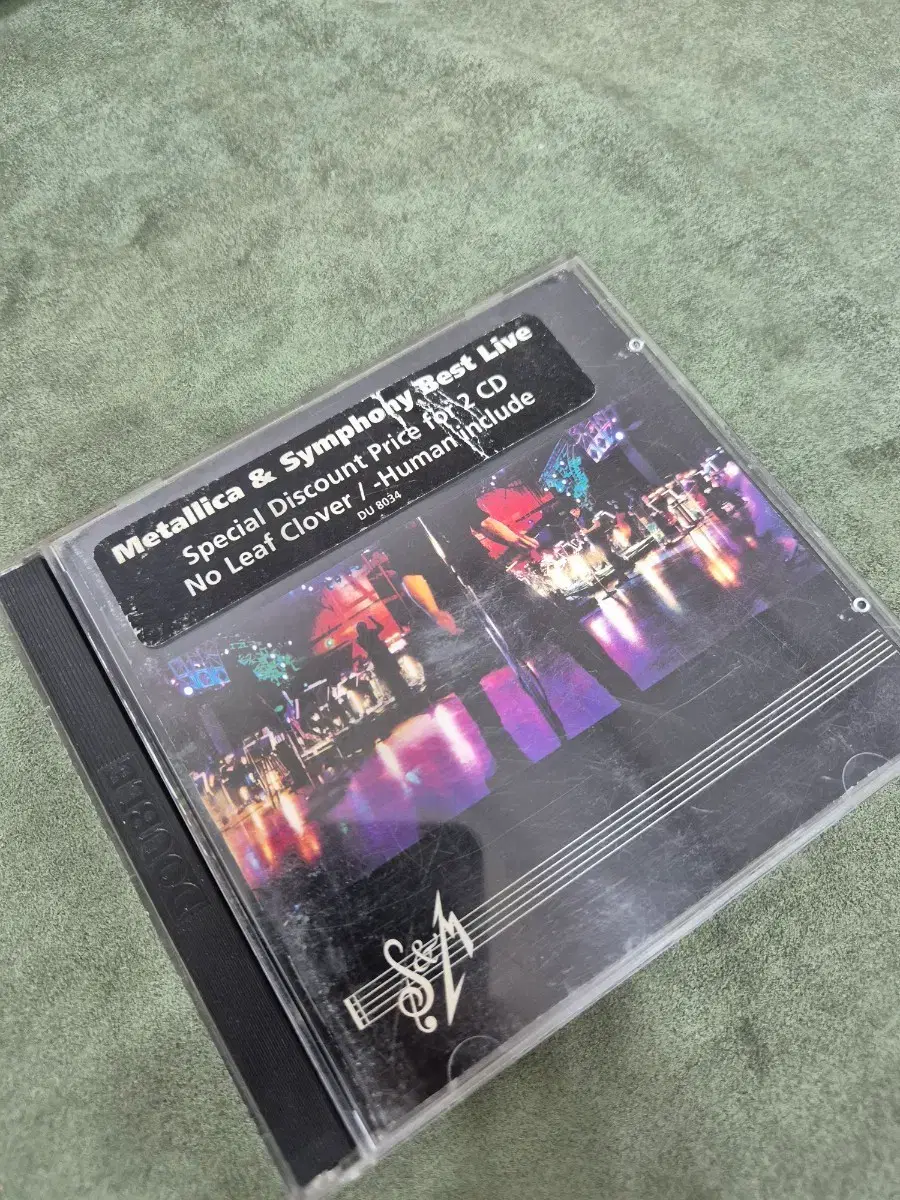 Metallica & Symphony Best Live
Special Discount Price for 2 CD
No Leaf Clover / -Human include
DU 8034
DOUBLE
S&M